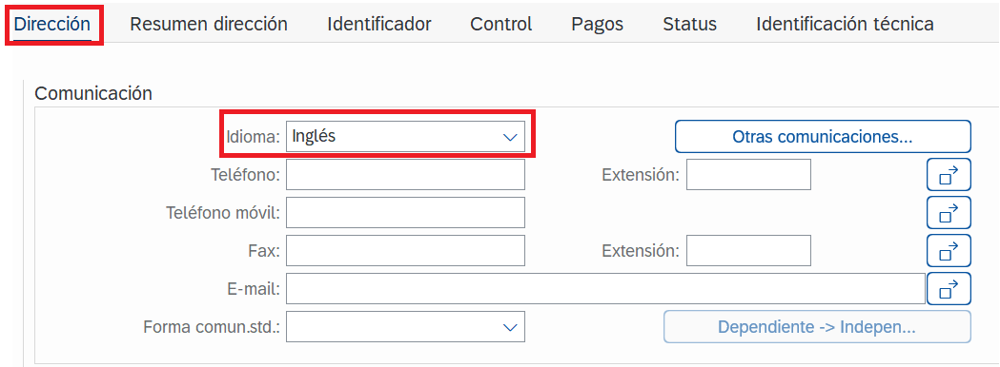 Dirección Resumen dirección Identificador Control Pagos Status Identificación técnica
Comunicación
Idioma: Inglés Otras comunicaciones...
Teléfono: Extensión:
Teléfono móvil:
Fax: Extensión:
E-mail:
Forma comun.std.: Dependiente -> Indepen...